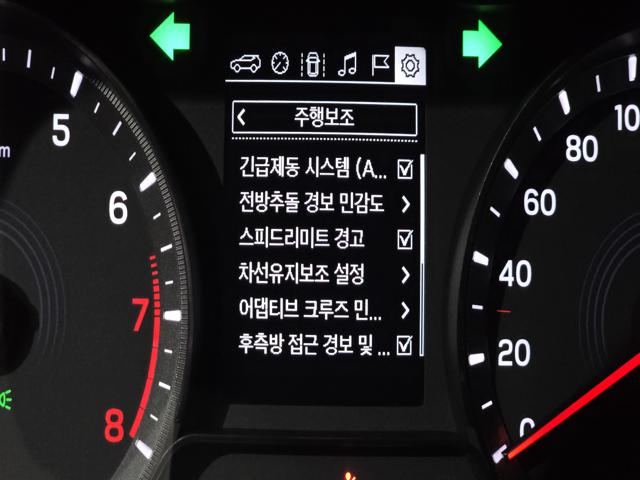 주행보조
긴급제동 시스템 (A...
전방추돌 경보 민감도
스피드리미트 경고
차선유지보조 설정
어댑티브 크루즈 민...
후측방 접근 경보 및 ...
5
6
7
8
m
10
80
60
40
20
0